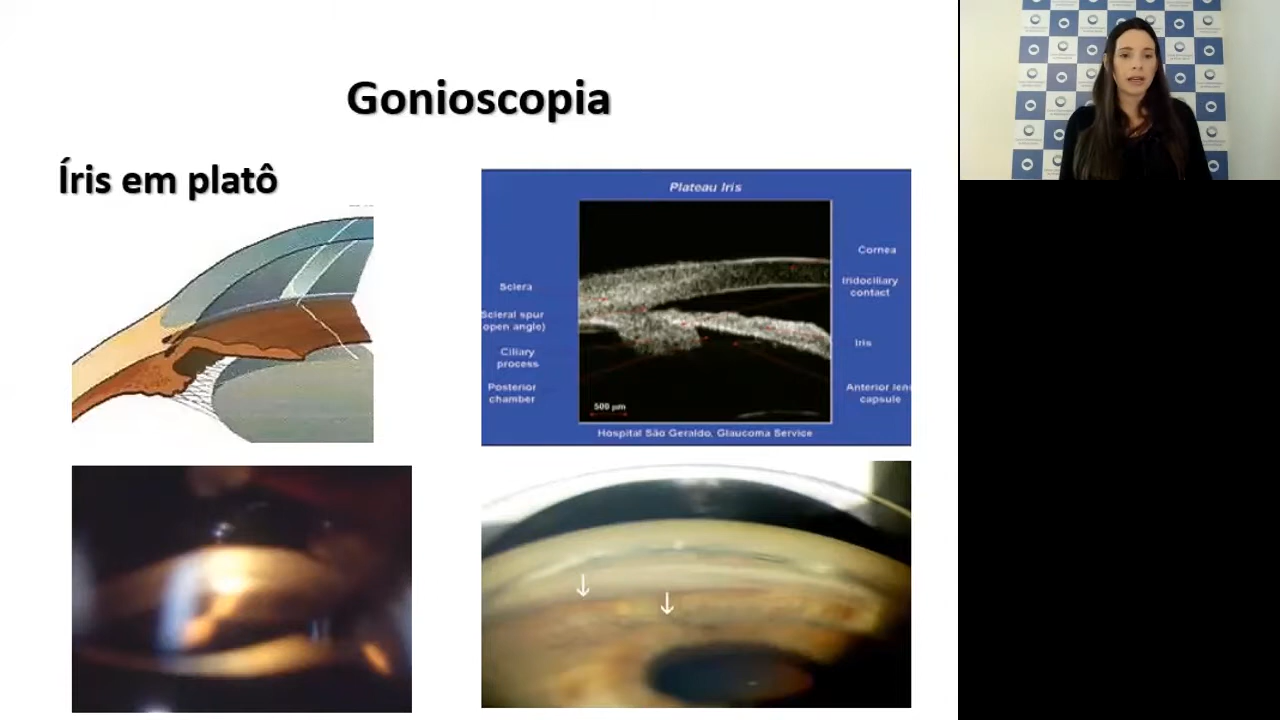 Gonioscopia
Íris em platô
Plateau Iris
Cornea
Iridociliary
contact
Iris
Anterior len
capsule
Sclera
Scleral spur
open angle)
Ciliary
process
Posterior
chamber
500 µm
Hospital São Geraldo, Glaucoma Service